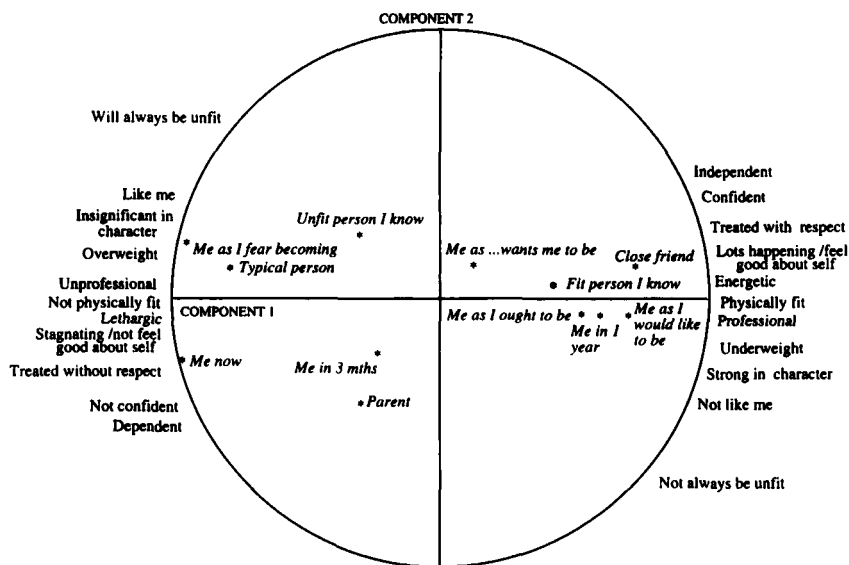 COMPONENT 2
Will always be unfit
Like me
Insignificant in
character
Overweight
Unprofessional
Not physically fit
Lethargic
Stagnating /not feel
good about self
Treated without respect
Not confident
Dependent
Unfit person I know
* Me as I fear becoming
* Typical person
COMPONENT 1
* Me now
Me in 3 mths *
* Parent
Me as ...wants me to be
*
Close friend
*
* Fit person I know
Me as I ought to be * * *
Me in 1
year
Me as I
would like
to be
Independent
Confident
Treated with respect
Lots happening /feel
good about self
Energetic
Physically fit
Professional
Underweight
Strong in character
Not like me
Not always be unfit